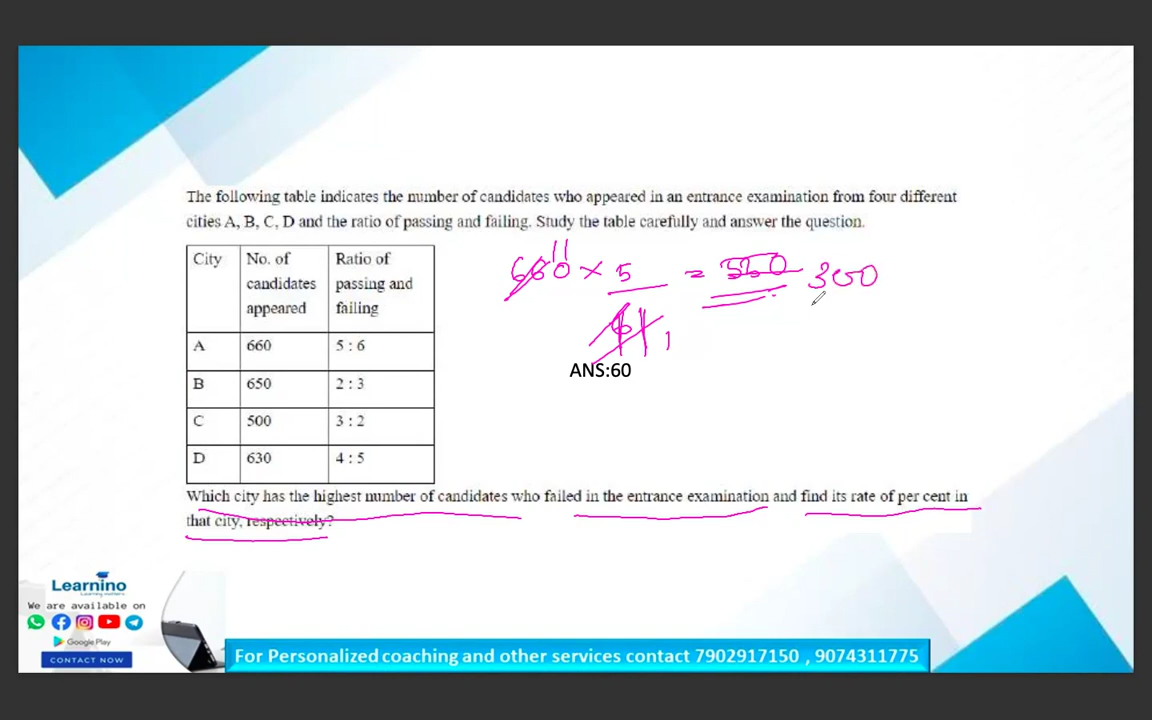 The following table indicates the number of candidates who appeared in an entrance examination from four different
cities A, B, C, D and the ratio of passing and failing. Study the table carefully and answer the question.
City No. of candidates appeared Ratio of passing and failing
A 660 5 : 6
B 650 2 : 3
C 500 3 : 2
D 630 4 : 5
660 × 5 = 300
11
1
ANS:60
Which city has the highest number of candidates who failed in the entrance examination and find its rate of per cent in
that city, respectively?
Learnino
We are available on
Google Play
CONTACT NOW
For Personalized coaching and other services contact 7902917150 , 9074311775